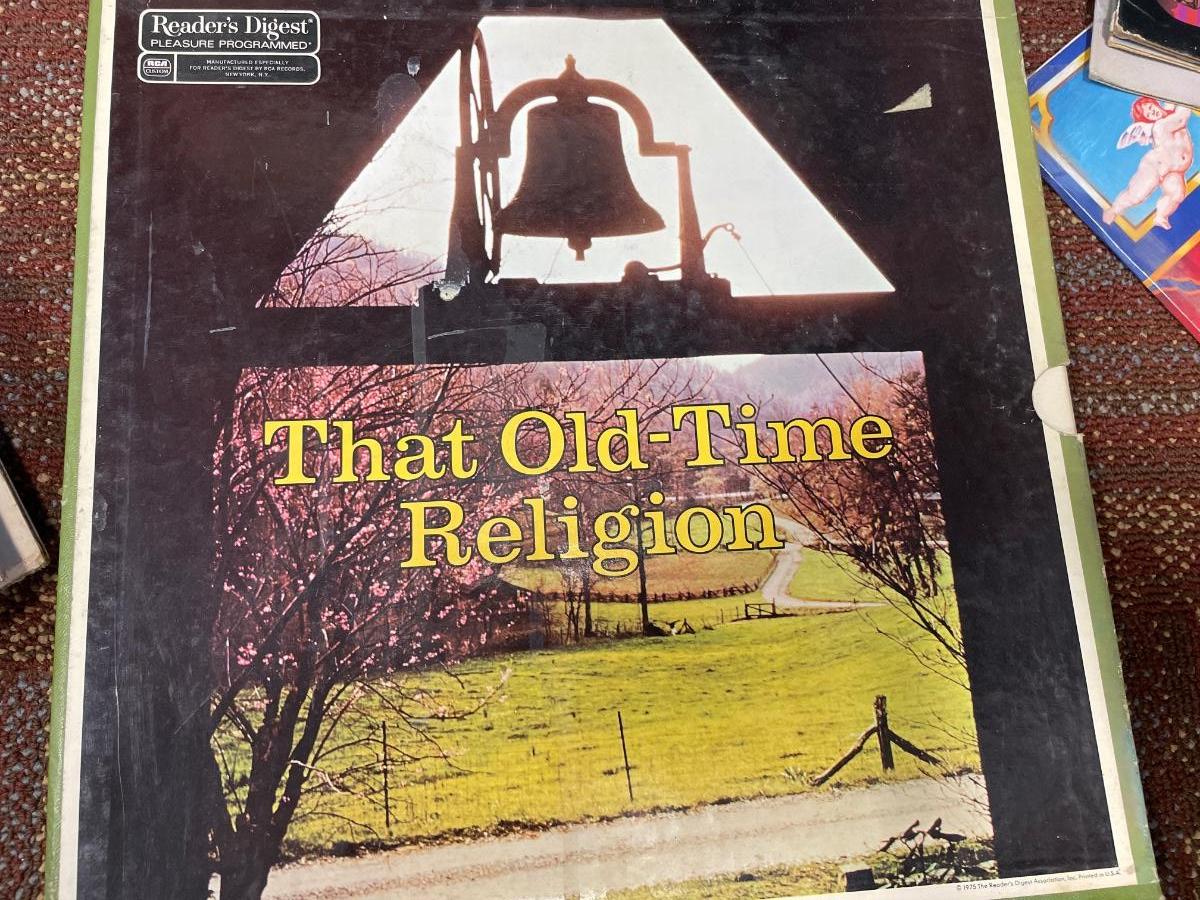 Reader's Digest®
PLEASURE PROGRAMMED®
RCA
CUSTOM
MANUFACTURED ESPECIALLY
FOR READER'S DIGEST BY RCA RECORDS,
NEW YORK, N.Y.
That Old-Time
Religion
© 1975 The Reader's Digest Association, Inc. Printed in U.S.A.